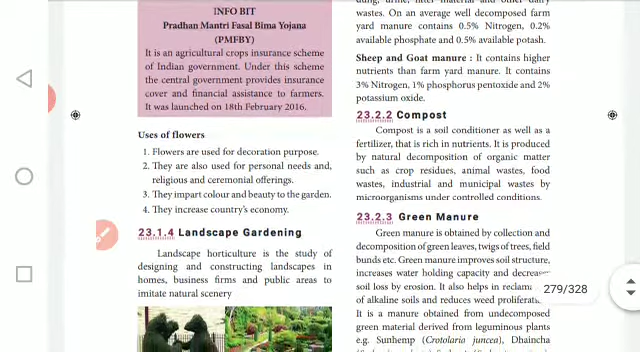 INFO BIT
Pradhan Mantri Fasal Bima Yojana
(PMFBY)
It is an agricultural crops insurance scheme
of Indian government. Under this scheme
the central government provides insurance
cover and financial assistance to farmers.
It was launched on 18th February 2016.
Uses of flowers
1. Flowers are used for decoration purpose.
2. They are also used for personal needs and,
religious and ceremonial offerings.
3. They impart colour and beauty to the garden.
4. They increase country's economy.
23.1.4 Landscape Gardening
Landscape horticulture is the study of
designing and constructing landscapes in
homes, business firms and public areas to
imitate natural scenery
wastes. On an average well decomposed farm
yard manure contains 0.5% Nitrogen, 0.2%
available phosphate and 0.5% available potash.
Sheep and Goat manure : It contains higher
nutrients than farm yard manure. It contains
3% Nitrogen, 1% phosphorus pentoxide and 2%
potassium oxide.
23.2.2 Compost
Compost is a soil conditioner as well as a
fertilizer, that is rich in nutrients. It is produced
by natural decomposition of organic matter
such as crop residues, animal wastes, food
wastes, industrial and municipal wastes by
microorganisms under controlled conditions.
23.2.3 Green Manure
Green manure is obtained by collection and
decomposition of green leaves, twigs of trees, field
bunds etc. Green manure improves soil structure,
increases water holding capacity and
soil loss by erosion. It also helps in
of alkaline soils and reduces weed
It is a manure obtained from undecomposed
green material derived from leguminous plants
e.g. Sunhemp (Crotolaria juncea), Dhaincha
279/328